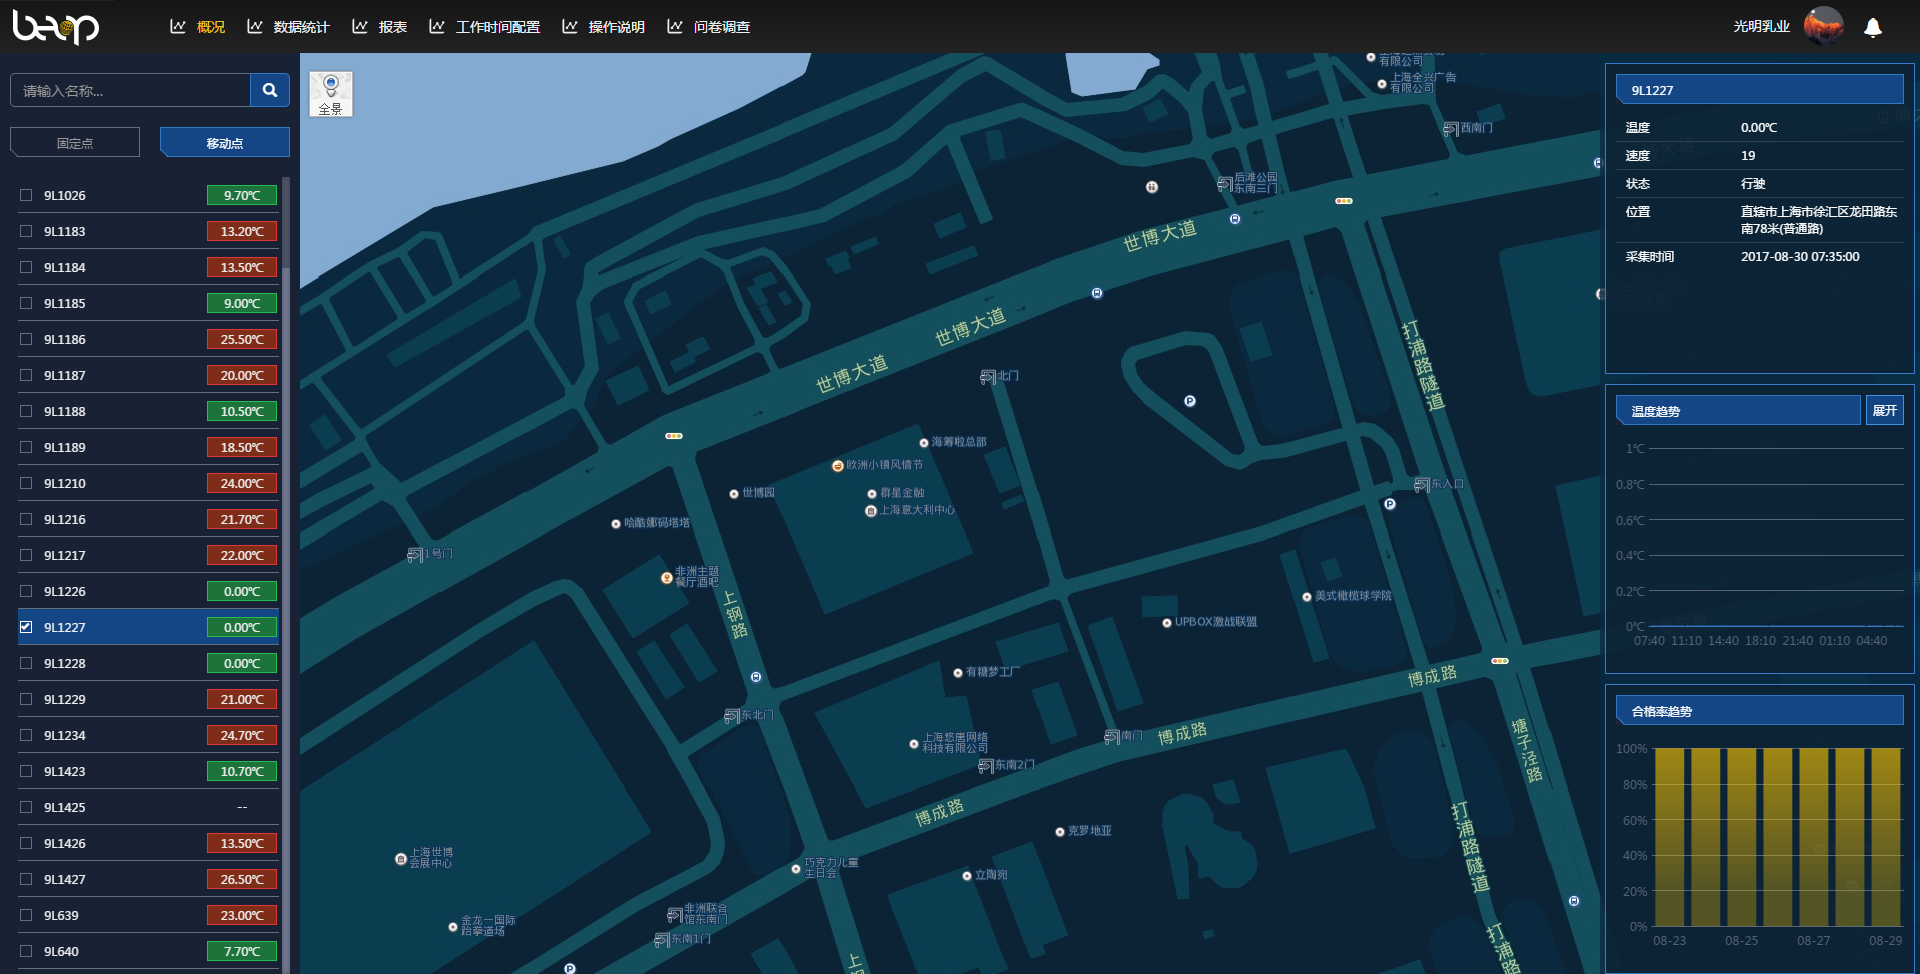 beop
概况
数据统计
报表
工作时间配置
操作说明
问卷调查
光明乳业
请输入名称...
固定点
移动点
9L1026 9.70℃
9L1183 13.20℃
9L1184 13.50℃
9L1185 9.00℃
9L1186 25.50℃
9L1187 20.00℃
9L1188 10.50℃
9L1189 18.50℃
9L1210 24.00℃
9L1216 21.70℃
9L1217 22.00℃
9L1226 0.00℃
9L1227 0.00℃
9L1228 0.00℃
9L1229 21.00℃
9L1234 24.70℃
9L1423 10.70℃
9L1425 --
9L1426 13.50℃
9L1427 26.50℃
9L639 23.00℃
9L640 7.70℃
全景
有限公司
上海全兴广告
有限公司
西南门
后滩公园
东南三门
世博大道
世博大道
世博大道
打浦路隧道
北门
海筹啦总部
欧洲小镇风情节
世博园
群星金融
上海意大利中心
东入口
哈酷娜码塔塔
1号门
非洲主题
餐厅酒吧
上钢路
美式橄榄球学院
UPBOX激战联盟
有糖梦工厂
博成路
东北门
上海悠唐网络
科技有限公司
南门
博成路
东南2门
塘子泾路
博成路
打浦路隧道
克罗地亚
上海世博
会展中心
巧克力儿童
生日会
立陶宛
金龙一国际
跆拳道场
非洲联合
馆东南门
东南1门
打浦路
上
9L1227
温度 0.00℃
速度 19
状态 行驶
位置 直辖市上海市徐汇区龙田路东
南78米(普通路)
采集时间 2017-08-30 07:35:00
温度趋势
展开
1℃
0.8℃
0.6℃
0.4℃
0.2℃
0℃
07:40 11:10 14:40 18:10 21:40 01:10 04:40
合格率趋势
100%
80%
60%
40%
20%
0%
08-23 08-25 08-27 08-29